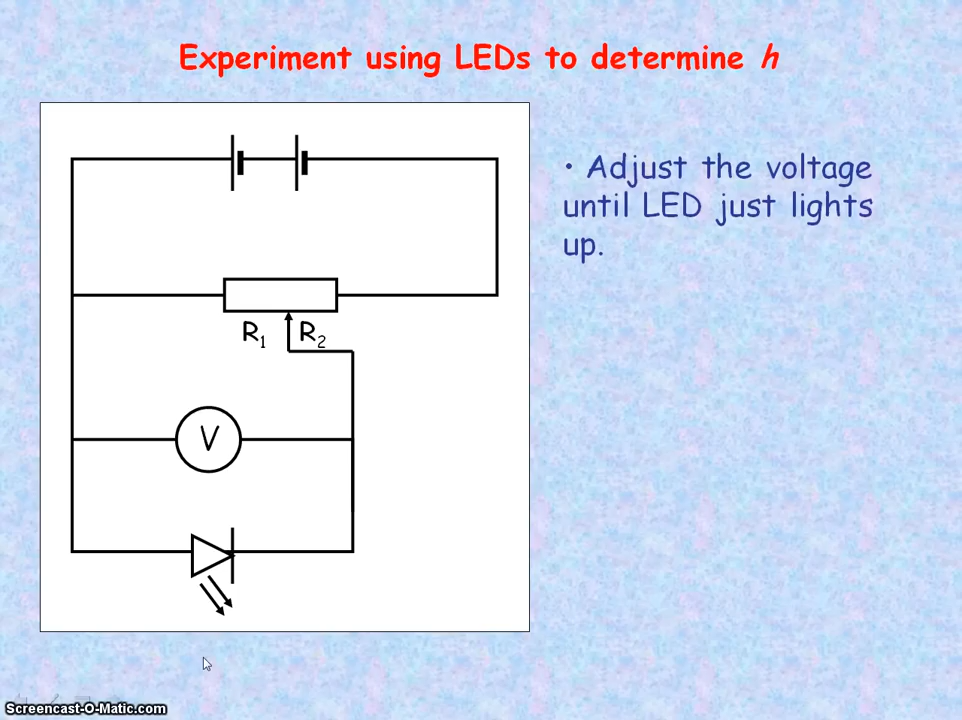 Experiment using LEDs to determine h
• Adjust the voltage
until LED just lights
up.
R1 R2
V
Screencast-O-Matic.com